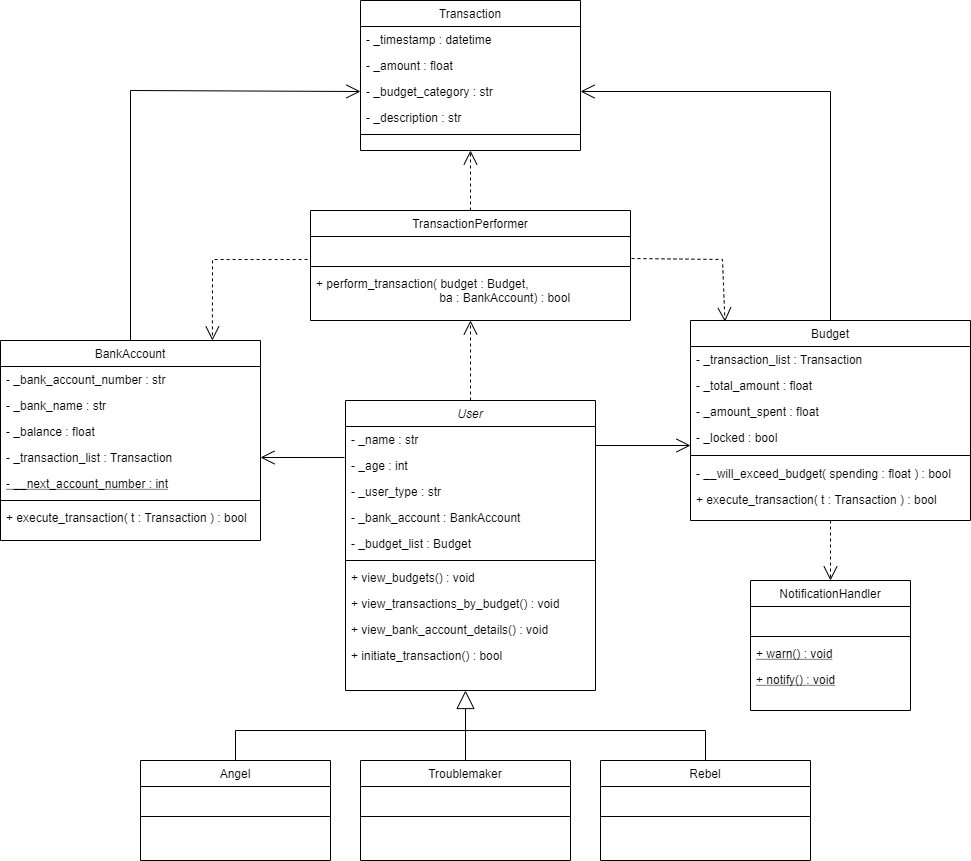 Transaction
- _timestamp : datetime
- _amount : float
- _budget_category : str
- _description : str
TransactionPerformer
+ perform_transaction( budget : Budget,
ba : BankAccount) : bool
BankAccount
- _bank_account_number : str
- _bank_name : str
- _balance : float
- _transaction_list : Transaction
- __next_account_number : int
+ execute_transaction( t : Transaction ) : bool
Budget
- _transaction_list : Transaction
- _total_amount : float
- _amount_spent : float
- _locked : bool
- __will_exceed_budget( spending : float ) : bool
+ execute_transaction( t : Transaction ) : bool
User
- _name : str
- _age : int
- _user_type : str
- _bank_account : BankAccount
- _budget_list : Budget
+ view_budgets() : void
+ view_transactions_by_budget() : void
+ view_bank_account_details() : void
+ initiate_transaction() : bool
NotificationHandler
+ warn() : void
+ notify() : void
Angel
Troublemaker
Rebel